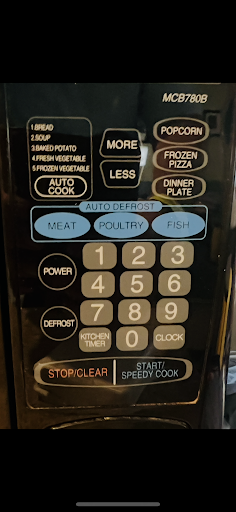 MCB780B
1.BREAD
2.SOUP
3.BAKED POTATO
4.FRESH VEGETABLE
5.FROZEN VEGETABLE
AUTO
COOK
MORE
LESS
POPCORN
FROZEN
PIZZA
DINNER
PLATE
AUTO DEFROST
MEAT POULTRY FISH
POWER
DEFROST
1 2 3
4 5 6
7 8 9
KITCHEN
TIMER
0
CLOCK
STOP/CLEAR
START/
SPEEDY COOK